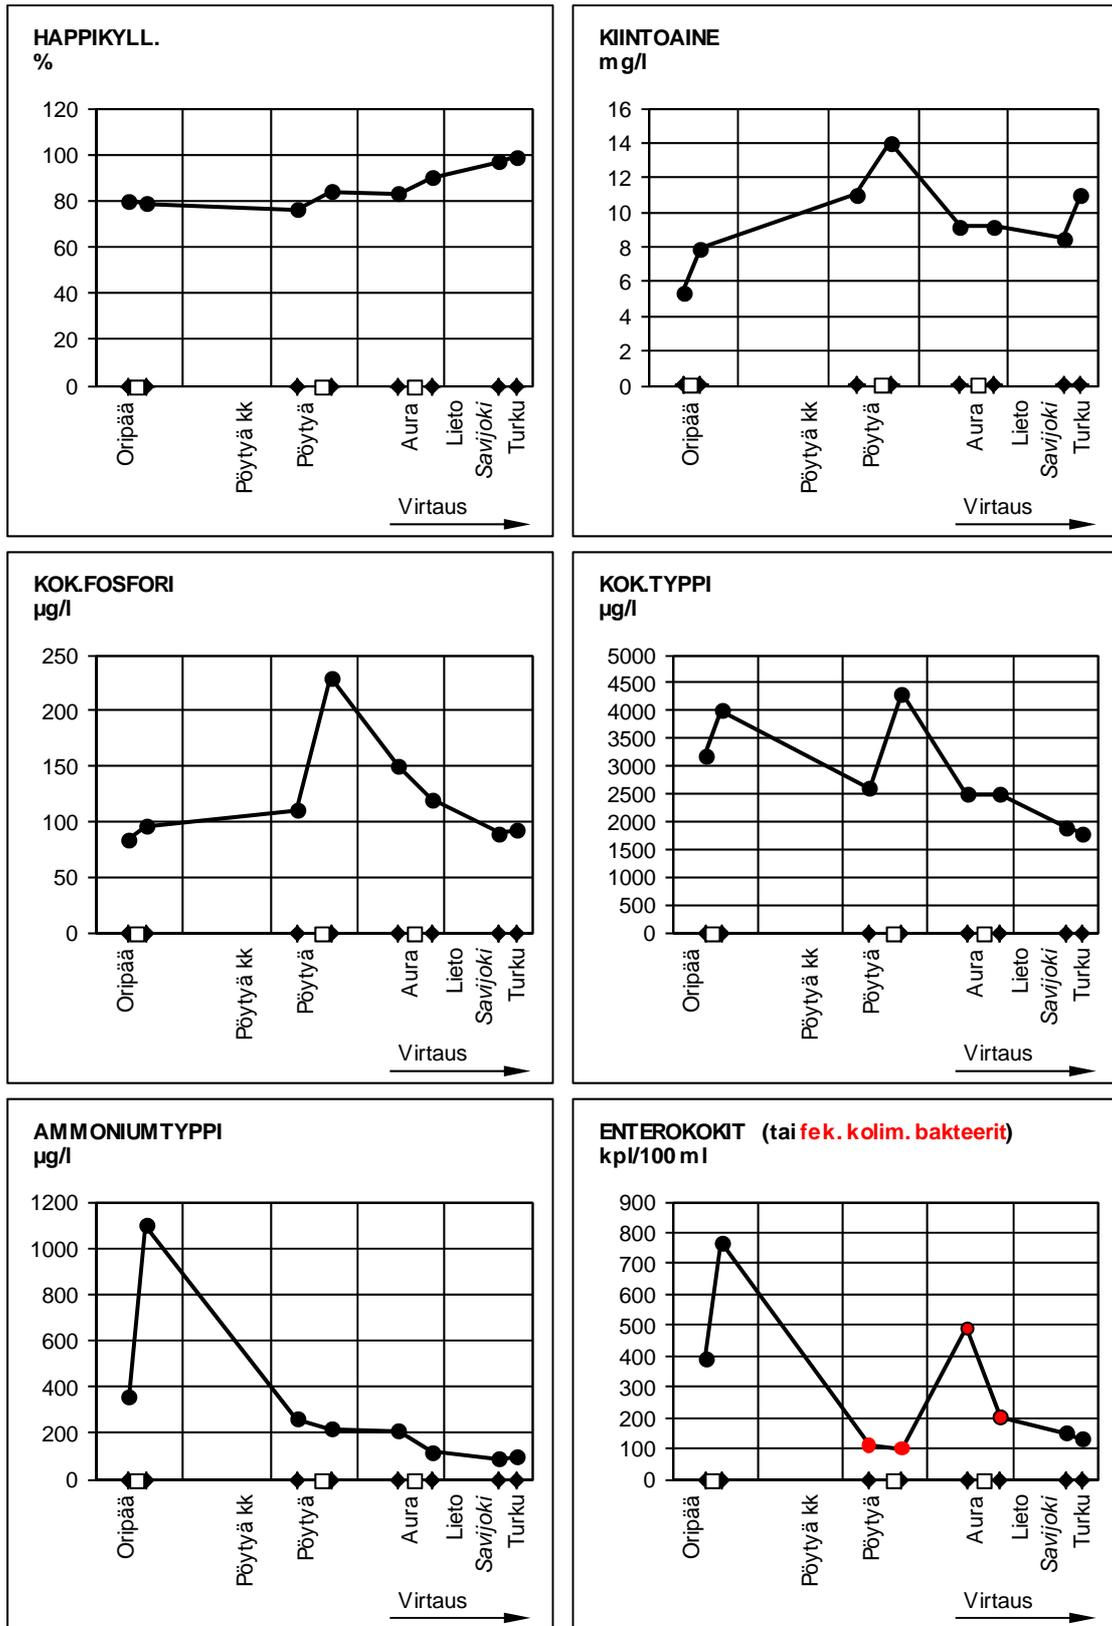 HAPPIKYLL.
%
120
100
80
60
40
20
0
Oripää
Pöytyä kk
Pöytyä
Aura
Lieto
Savijoki
Turku
Virtaus
KIINTOAINE
mg/l
16
14
12
10
8
6
4
2
0
Oripää
Pöytyä kk
Pöytyä
Aura
Lieto
Savijoki
Turku
Virtaus
KOK.FOSFORI
µg/l
250
200
150
100
50
0
Oripää
Pöytyä kk
Pöytyä
Aura
Lieto
Savijoki
Turku
Virtaus
KOK.TYPPI
µg/l
5000
4500
4000
3500
3000
2500
2000
1500
1000
500
0
Oripää
Pöytyä kk
Pöytyä
Aura
Lieto
Savijoki
Turku
Virtaus
AMMONIUMTYPPI
µg/l
1200
1000
800
600
400
200
0
Oripää
Pöytyä kk
Pöytyä
Aura
Lieto
Savijoki
Turku
Virtaus
ENTEROKOKIT (tai fek. kolim. bakteerit)
kpl/100 ml
900
800
700
600
500
400
300
200
100
0
Oripää
Pöytyä kk
Pöytyä
Aura
Lieto
Savijoki
Turku
Virtaus